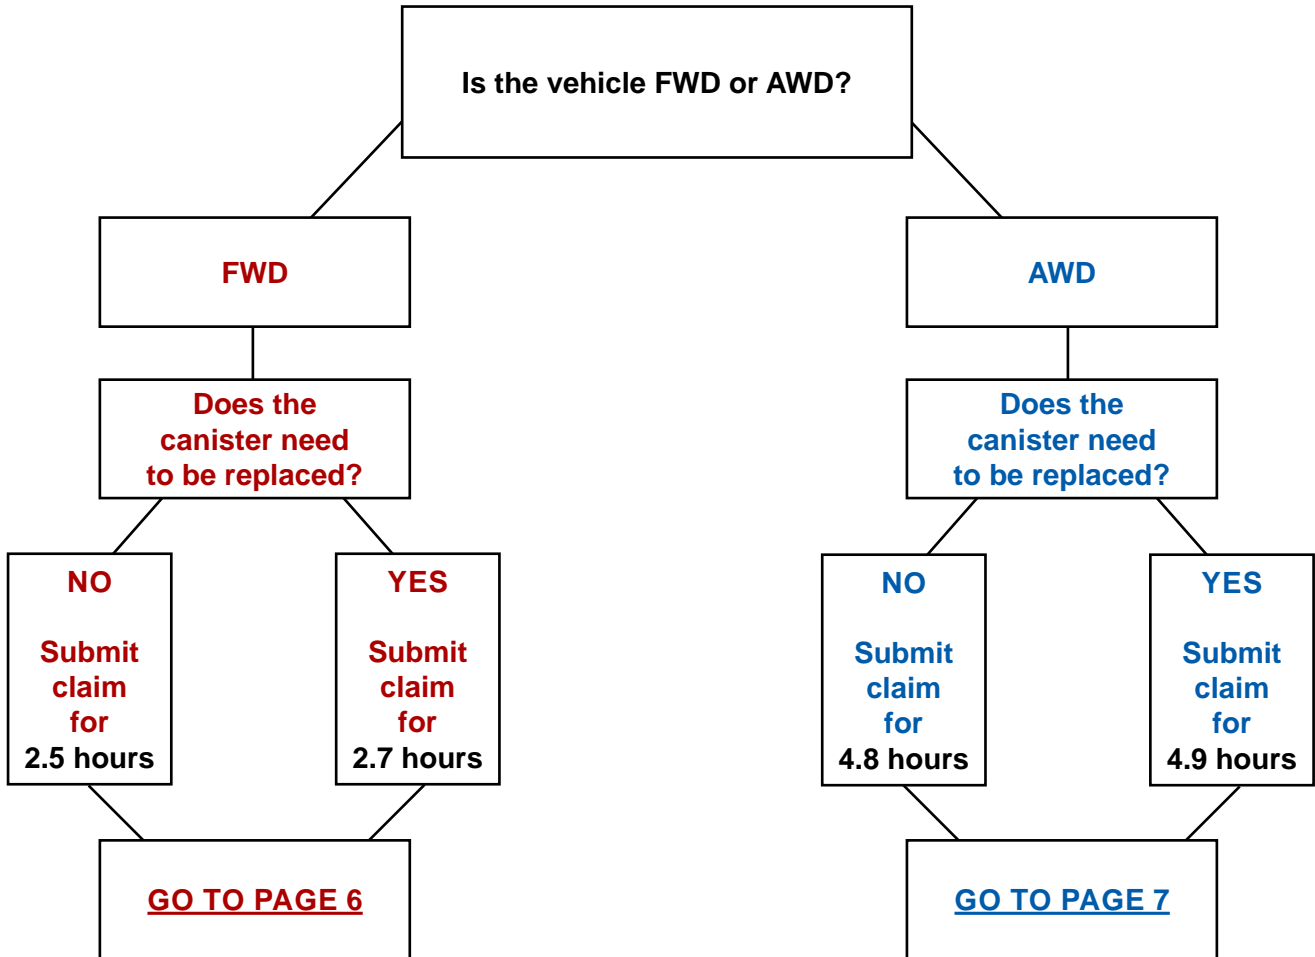 Is the vehicle FWD or AWD?
FWD
AWD
Does the
canister need
to be replaced?
Does the
canister need
to be replaced?
NO
Submit
claim
for
2.5 hours
YES
Submit
claim
for
2.7 hours
NO
Submit
claim
for
4.8 hours
YES
Submit
claim
for
4.9 hours
GO TO PAGE 6
GO TO PAGE 7